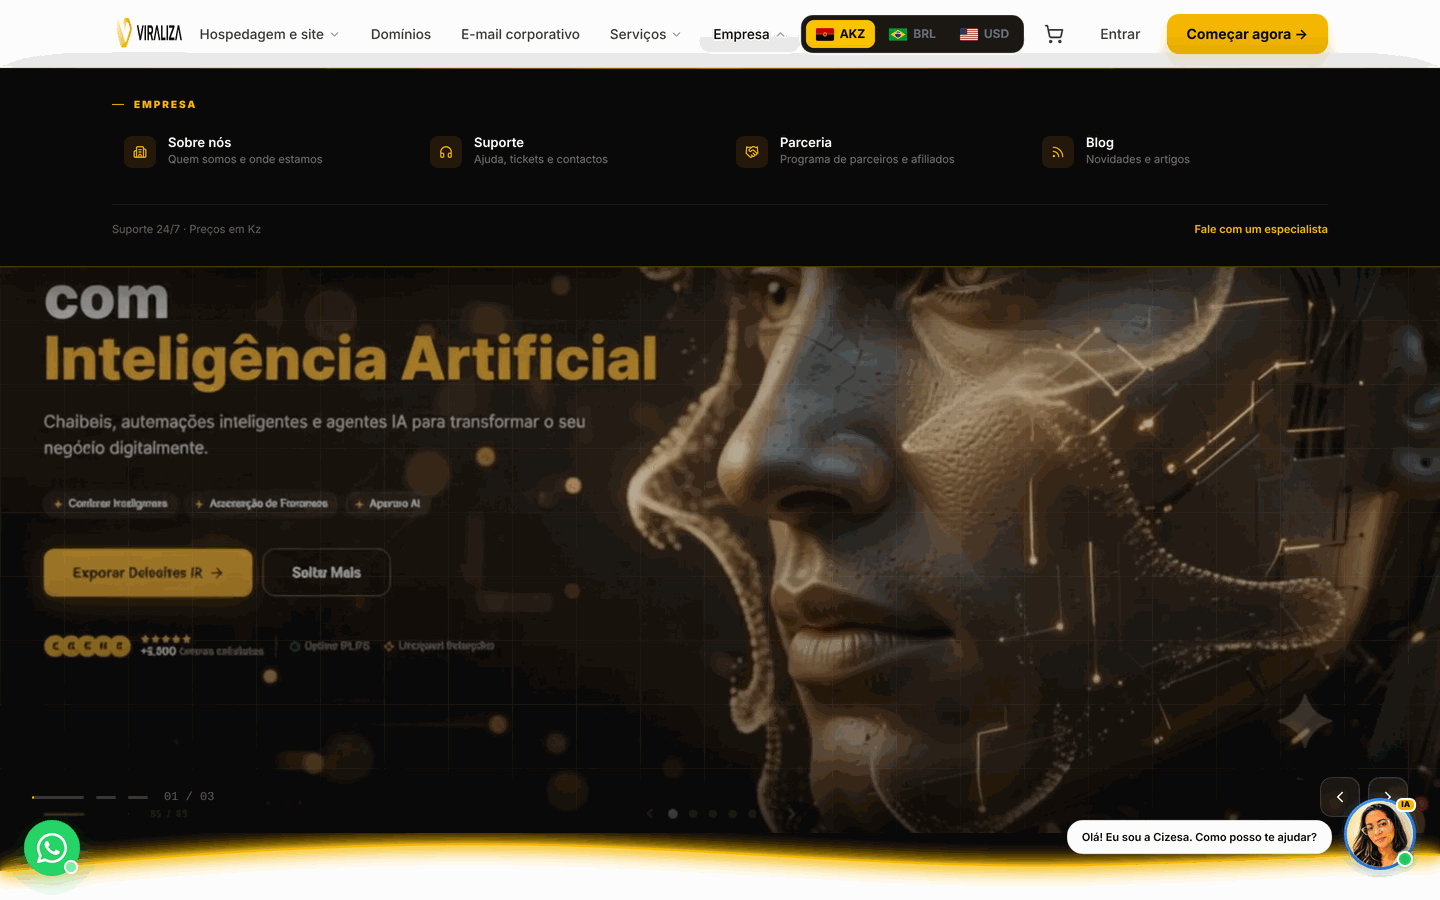 VIRALIZA
Hospedagem e site
Domínios
E-mail corporativo
Serviços
Empresa
AKZ
BRL
USD
Entrar
Começar agora →
— EMPRESA
Sobre nós
Quem somos e onde estamos
Suporte
Ajuda, tickets e contactos
Parceria
Programa de parceiros e afiliados
Blog
Novidades e artigos
Suporte 24/7 · Preços em Kz
Fale com um especialista
com
Inteligência Artificial
Chaibeis, automações inteligentes e agentes IA para transformar o seu
negócio digitalmente.
Exporar →
Mais
01 / 03
IA
Olá! Eu sou a Cizesa. Como posso te ajudar?